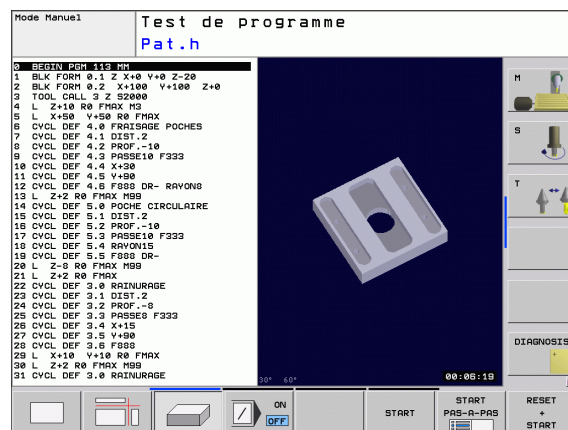 Mode Manuel
Test de programme
Pat.h
0 BEGIN PGM 113 MM
1 BLK FORM 0.1 Z X+0 Y+0 Z-20
2 BLK FORM 0.2 X+100 Y+100 Z+0
3 TOOL CALL 3 Z S2000
4 L Z+10 R0 FMAX M3
5 L X+50 Y+50 R0 FMAX
6 CYCL DEF 4.0 FRAISAGE POCHES
7 CYCL DEF 4.1 DIST.2
8 CYCL DEF 4.2 PROF.-10
9 CYCL DEF 4.3 PASSE10 F333
10 CYCL DEF 4.4 X+30
11 CYCL DEF 4.5 Y+90
12 CYCL DEF 4.6 F888 DR- RAYON8
13 L Z+2 R0 FMAX M99
14 CYCL DEF 5.0 POCHE CIRCULAIRE
15 CYCL DEF 5.1 DIST.2
16 CYCL DEF 5.2 PROF.-10
17 CYCL DEF 5.3 PASSE10 F333
18 CYCL DEF 5.4 RAYON15
19 CYCL DEF 5.5 F888 DR-
20 L Z-8 R0 FMAX M99
21 L Z+2 R0 FMAX
22 CYCL DEF 3.0 RAINURAGE
23 CYCL DEF 3.1 DIST.2
24 CYCL DEF 3.2 PROF.-8
25 CYCL DEF 3.3 PASSE8 F333
26 CYCL DEF 3.4 X+15
27 CYCL DEF 3.5 Y+90
28 CYCL DEF 3.6 F888
29 L X+10 Y+10 R0 FMAX
30 L Z+2 R0 FMAX M99
31 CYCL DEF 3.0 RAINURAGE
30° 60°
00:06:19
M
S
T
DIAGNOSIS
ON
OFF
START
START
PAS-A-PAS
RESET
+
START